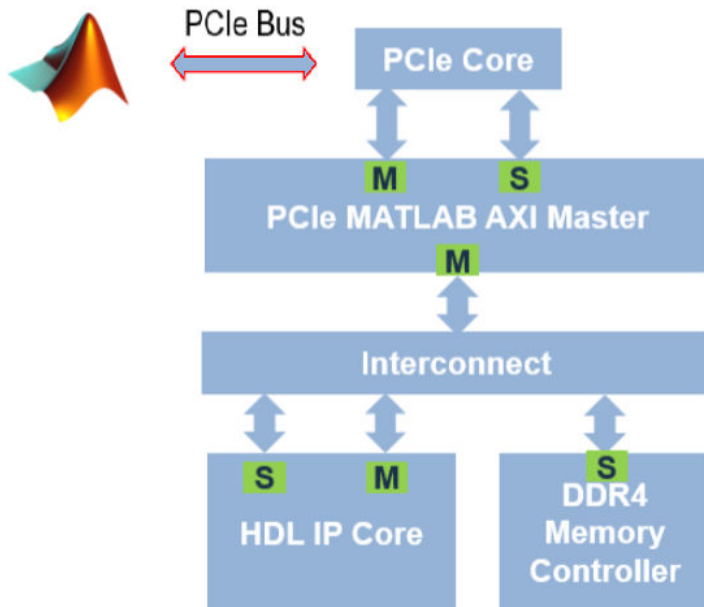 PCIe Bus
PCIe Core
M
S
PCIe MATLAB AXI Master
M
Interconnect
S
M
S
HDL IP Core
DDR4
Memory
Controller